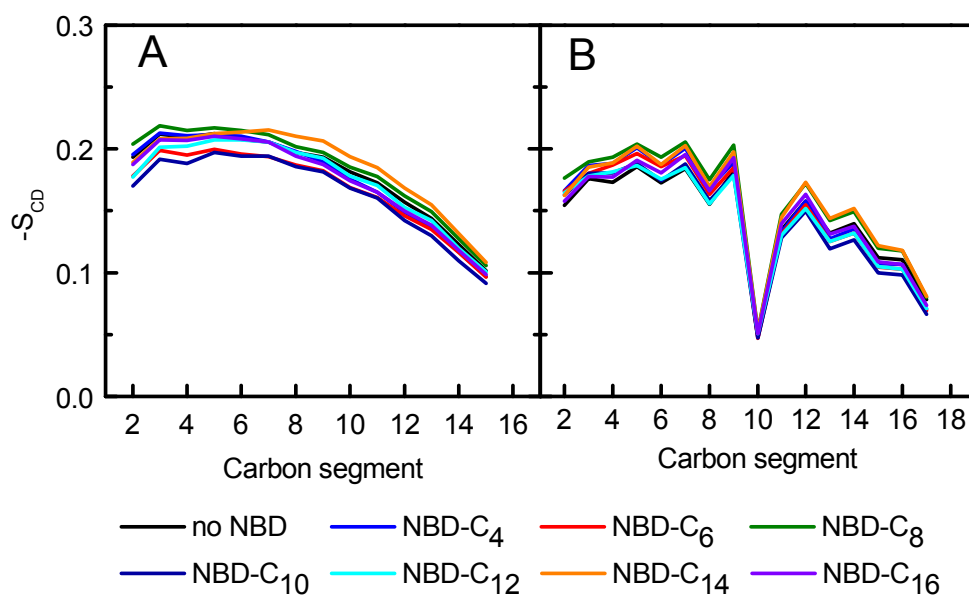 A
B
-S_CD
0.3
0.2
0.1
0.0
2 4 6 8 10 12 14 16
2 4 6 8 10 12 14 16 18
Carbon segment
Carbon segment
no NBD
NBD-C4
NBD-C6
NBD-C8
NBD-C10
NBD-C12
NBD-C14
NBD-C16